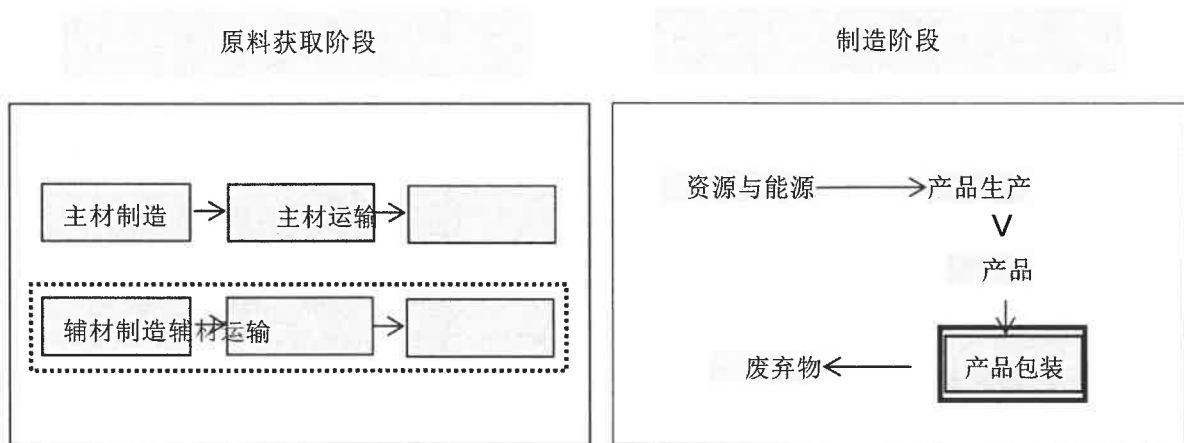 原料获取阶段
制造阶段
主材制造
主材运输
辅材制造辅材运输
资源与能源
产品生产
产品
产品包装
废弃物